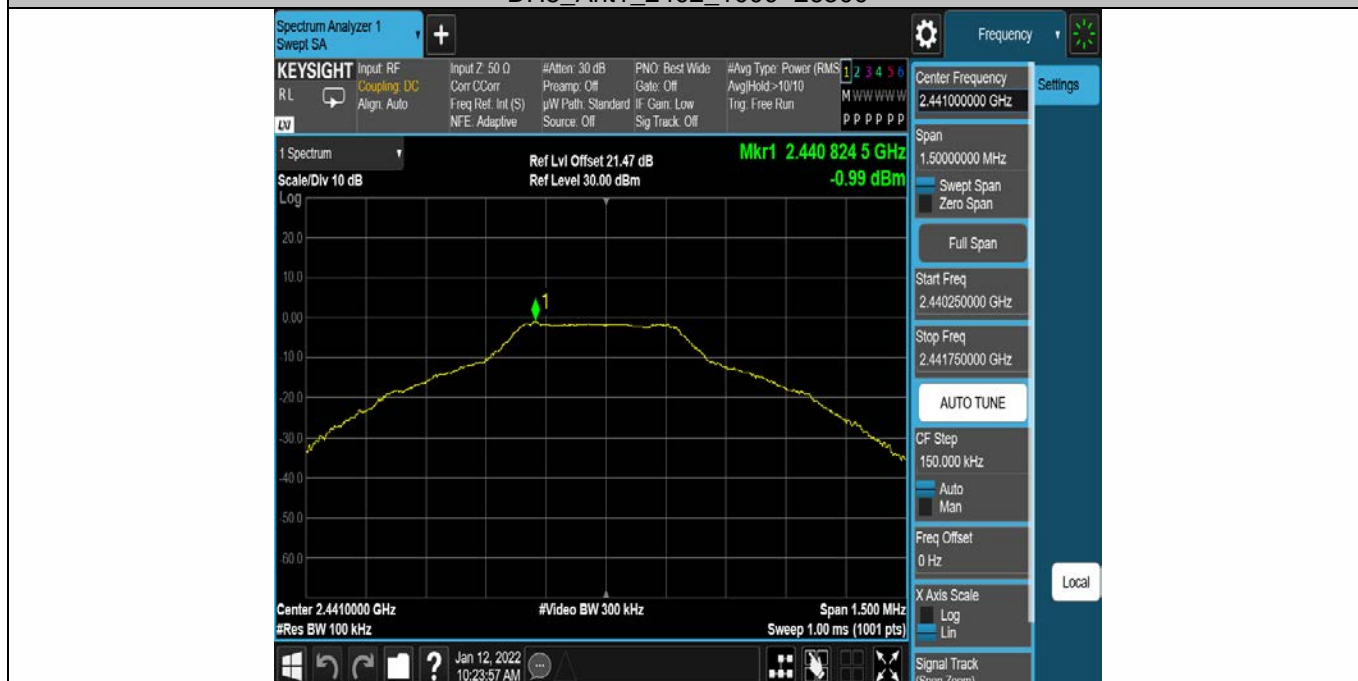 Spectrum Analyzer 1
Swept SA
+
Frequency
KEYSIGHT
RL
LXI
Input: RF
Coupling: DC
Align: Auto
Input Z: 50 Ω
Corr CCorr
Freq Ref: Int (S)
NFE: Adaptive
#Atten: 30 dB
Preamp: Off
µW Path: Standard
Source: Off
PNO: Best Wide
Gate: Off
IF Gain: Low
Sig Track: Off
#Avg Type: Power (RMS
Avg|Hold:>10/10
Trig: Free Run
1 2 3 4 5 6
M W W W W W
P P P P P P
1 Spectrum
Scale/Div 10 dB
Log
Ref Lvl Offset 21.47 dB
Ref Level 30.00 dBm
Mkr1 2.440 824 5 GHz
-0.99 dBm
20.0
10.0
0.00
-10.0
-20.0
-30.0
-40.0
-50.0
-60.0
1
Center 2.4410000 GHz
#Res BW 100 kHz
#Video BW 300 kHz
Span 1.500 MHz
Sweep 1.00 ms (1001 pts)
?
Jan 12, 2022
10:23:57 AM
Center Frequency
2.441000000 GHz
Span
1.50000000 MHz
Swept Span
Zero Span
Full Span
Start Freq
2.440250000 GHz
Stop Freq
2.441750000 GHz
AUTO TUNE
CF Step
150.000 kHz
Auto
Man
Freq Offset
0 Hz
X Axis Scale
Log
Lin
Signal Track
(Span Zoom)
Settings
Local